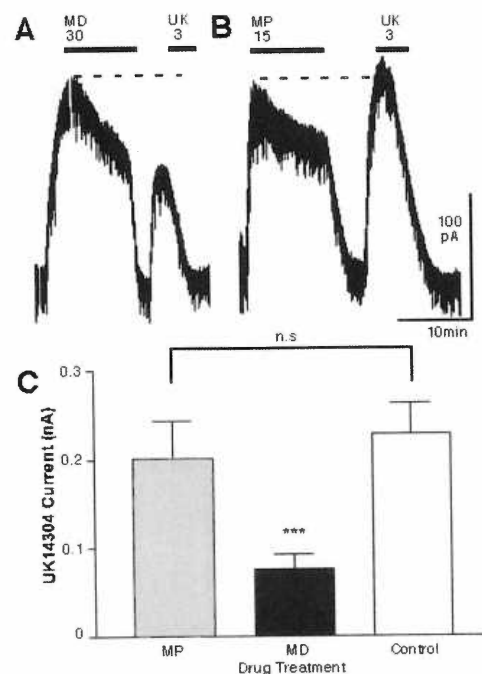 A
MD
30
UK
3
B
MP
15
UK
3
100
pA
10min
n.s
C
UK14304 Current (nA)
0.3
0.2
0.1
0
***
MP
MD
Control
Drug Treatment